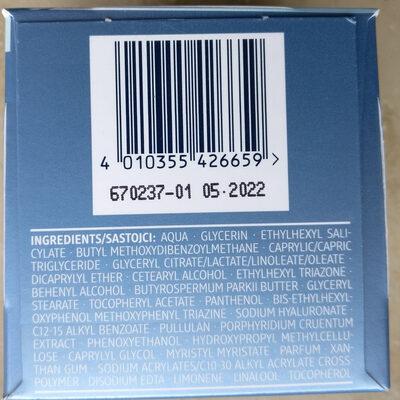 4 010355 426659 >
670237-01 05·2022
INGREDIENTS/SASTOJCI: AQUA · GLYCERIN · ETHYLHEXYL SALI-
CYLATE · BUTYL METHOXYDIBENZOYLMETHANE · CAPRYLIC/CAPRIC
TRIGLYCERIDE · GLYCERYL CITRATE/LACTATE/LINOLEATE/OLEATE ·
DICAPRYLYL ETHER · CETEARYL ALCOHOL · ETHYLHEXYL TRIAZONE ·
BEHENYL ALCOHOL · BUTYROSPERMUM PARKII BUTTER · GLYCERYL
STEARATE · TOCOPHERYL ACETATE · PANTHENOL · BIS-ETHYLHEXYL-
OXYPHENOL METHOXYPHENYL TRIAZINE · SODIUM HYALURONATE ·
C12-15 ALKYL BENZOATE · PULLULAN · PORPHYRIDIUM CRUENTUM
EXTRACT · PHENOXYETHANOL · HYDROXYPROPYL METHYLCELLU-
LOSE · CAPRYLYL GLYCOL · MYRISTYL MYRISTATE · PARFUM · XAN-
THAN GUM · SODIUM ACRYLATES/C10-30 ALKYL ACRYLATE CROSS-
POLYMER · DISODIUM EDTA · LIMONENE · LINALOOL · TOCOPHEROL